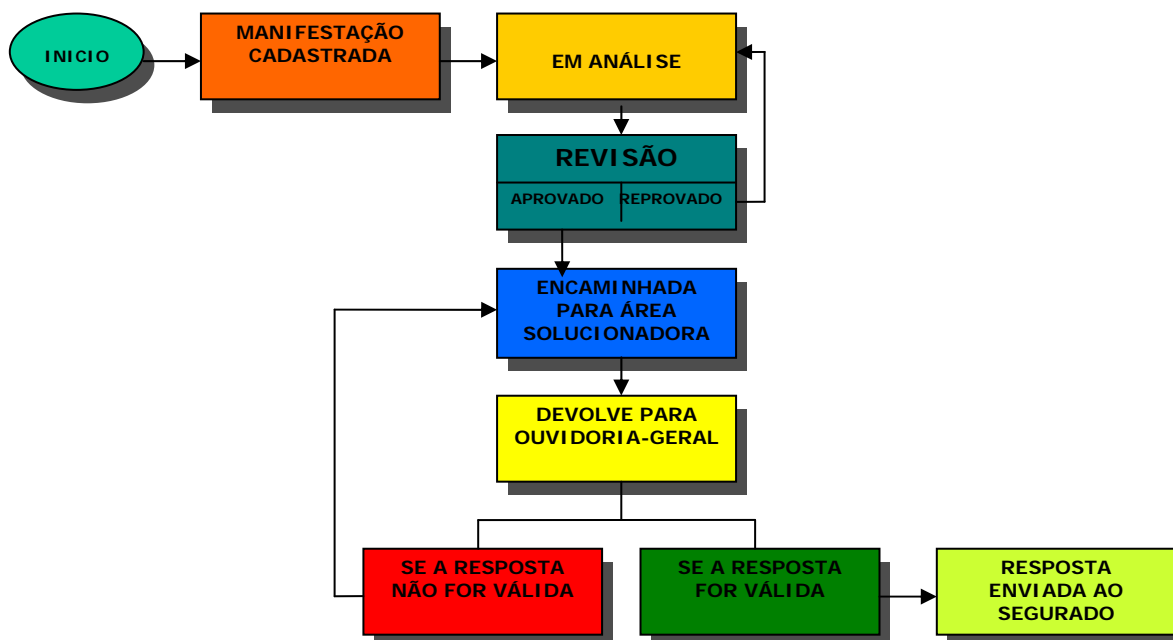 INICIO
MANIFESTAÇÃO
CADASTRADA
EM ANÁLISE
REVISÃO
APROVADO
REPROVADO
ENCAMINHADA
PARA ÁREA
SOLUCIONADORA
DEVOLVE PARA
OUVIDORIA-GERAL
SE A RESPOSTA
NÃO FOR VÁLIDA
SE A RESPOSTA
FOR VÁLIDA
RESPOSTA
ENVIADA AO
SEGURADO